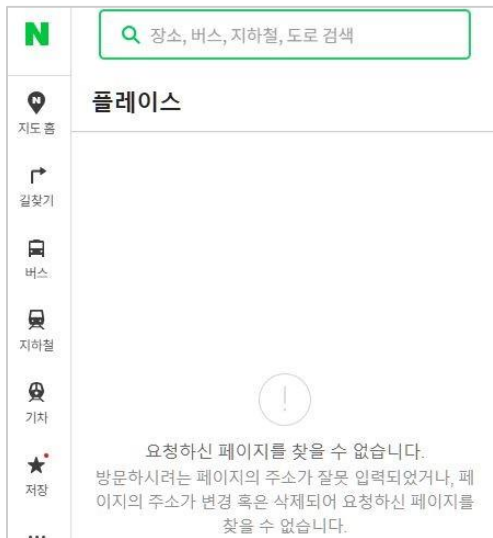 N
장소, 버스, 지하철, 도로 검색
플레이스
지도 홈
길찾기
버스
지하철
기차
저장
요청하신 페이지를 찾을 수 없습니다.
방문하시려는 페이지의 주소가 잘못 입력되었거나, 페
이지의 주소가 변경 혹은 삭제되어 요청하신 페이지를
찾을 수 없습니다.